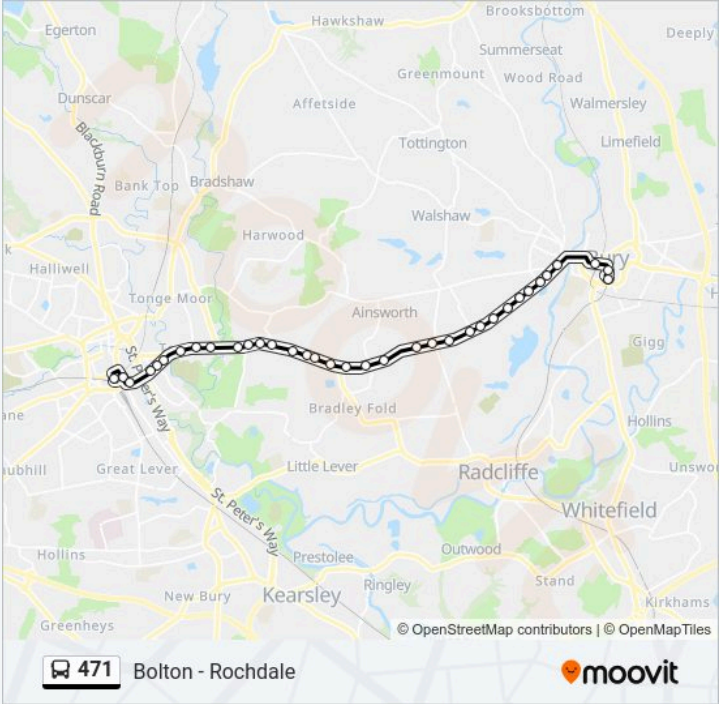 Brooksbottom
Hawkshaw
Egerton
Deeply
Summerseat
Greenmount
Wood Road
Dunscar
Affetside
Walmersley
Blackburn Road
Tottington
Limefield
Bank Top
Bradshaw
Walshaw
Harwood
k
Halliwell
Bury
Tonge Moor
H
Ainsworth
Gigg
St. Peter's Way
ane
Bradley Fold
Hollins
aubhill
Great Lever
Little Lever
Radcliffe
Unswor
St. Peter's Way
Whitefield
Hollins
Prestolee
Outwood
Ringley
Stand
New Bury
Kearsley
Kirkhams
Greenheys
© OpenStreetMap contributors | © OpenMapTiles
471 Bolton - Rochdale
moovit